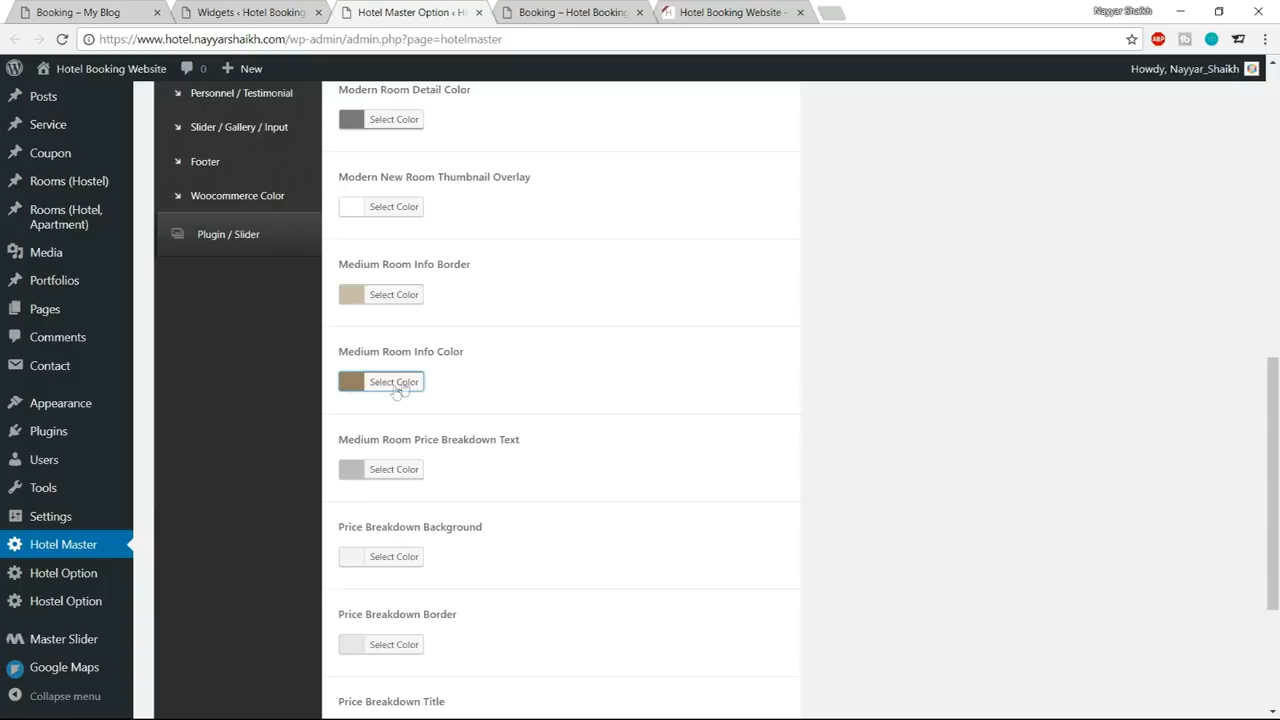 Booking – My Blog
Widgets ‹ Hotel Booking
Hotel Master Option ‹ H
Booking – Hotel Booking
Hotel Booking Website -
Nayyar Shaikh
https://www.hotel.nayyarshaikh.com/wp-admin/admin.php?page=hotelmaster
ABP
Hotel Booking Website
0
New
Howdy, Nayyar_Shaikh
Posts
Service
Coupon
Rooms (Hostel)
Rooms (Hotel,
Apartment)
Media
Portfolios
Pages
Comments
Contact
Appearance
Plugins
Users
Tools
Settings
Hotel Master
Hotel Option
Hostel Option
Master Slider
Google Maps
Collapse menu
Personnel / Testimonial
Slider / Gallery / Input
Footer
Woocommerce Color
Plugin / Slider
Modern Room Detail Color
Select Color
Modern New Room Thumbnail Overlay
Select Color
Medium Room Info Border
Select Color
Medium Room Info Color
Select Color
Medium Room Price Breakdown Text
Select Color
Price Breakdown Background
Select Color
Price Breakdown Border
Select Color
Price Breakdown Title